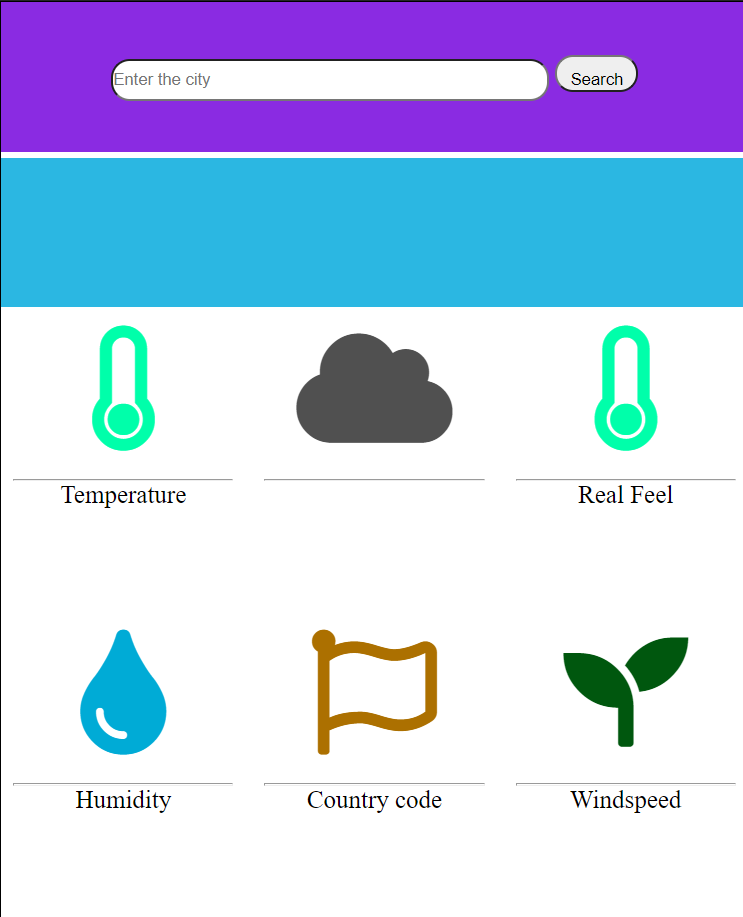 Enter the city
Search
Temperature
Real Feel
Humidity
Country code
Windspeed